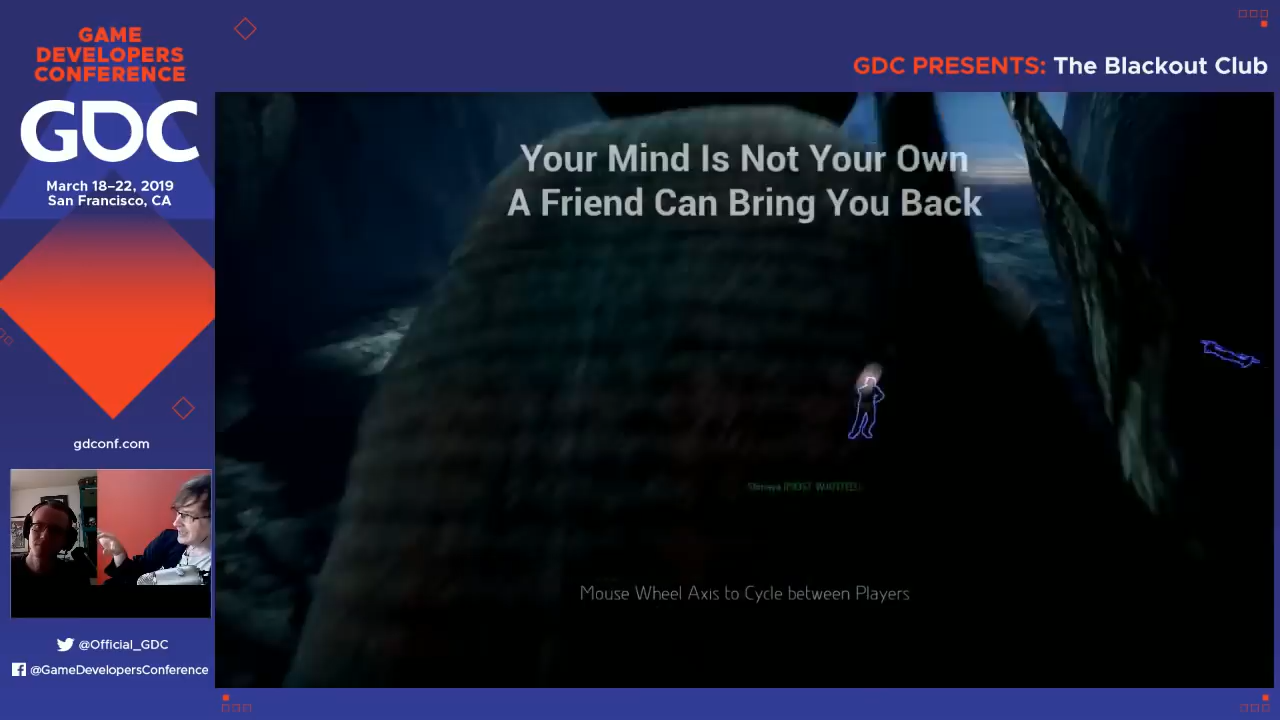 GAME
DEVELOPERS
CONFERENCE
GDC
March 18–22, 2019
San Francisco, CA
gdconf.com
@Official_GDC
@GameDevelopersConference
GDC PRESENTS: The Blackout Club
Your Mind Is Not Your Own
A Friend Can Bring You Back
(MOST WANTED)
Mouse Wheel Axis to Cycle between Players